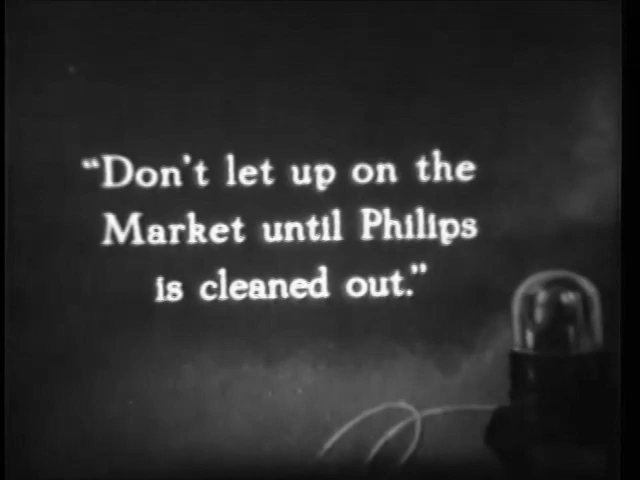 “Don't let up on the
Market until Philips
is cleaned out.”